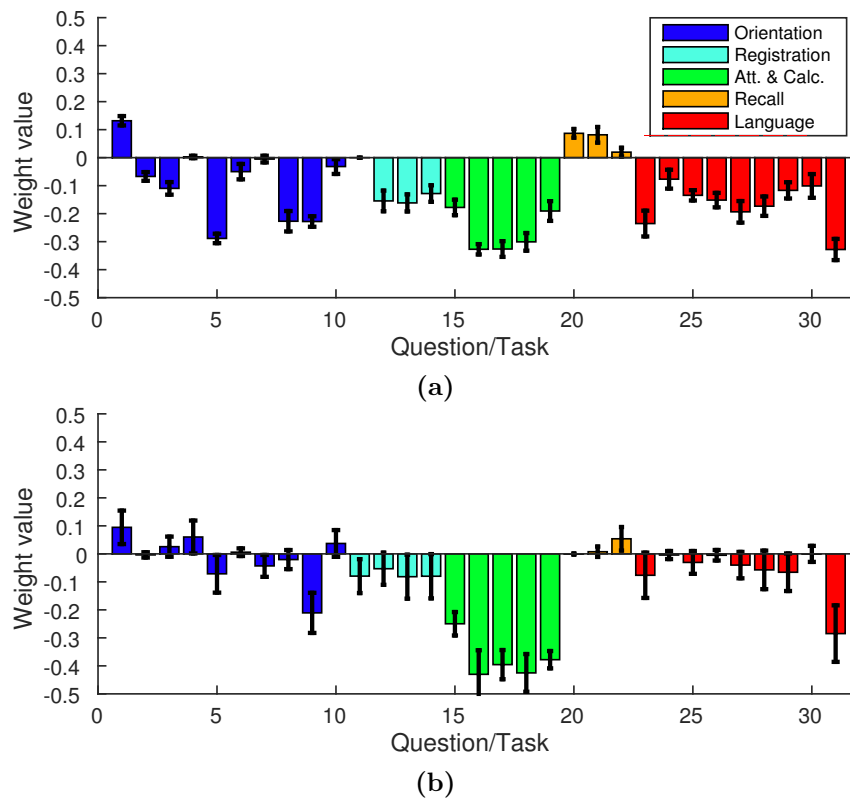 0.5
0.4
0.3
0.2
0.1
0
-0.1
-0.2
-0.3
-0.4
-0.5
Weight value
Orientation
Registration
Att. & Calc.
Recall
Language
0 5 10 15 20 25 30
Question/Task
(a)
0.5
0.4
0.3
0.2
0.1
0
-0.1
-0.2
-0.3
-0.4
-0.5
Weight value
0 5 10 15 20 25 30
Question/Task
(b)